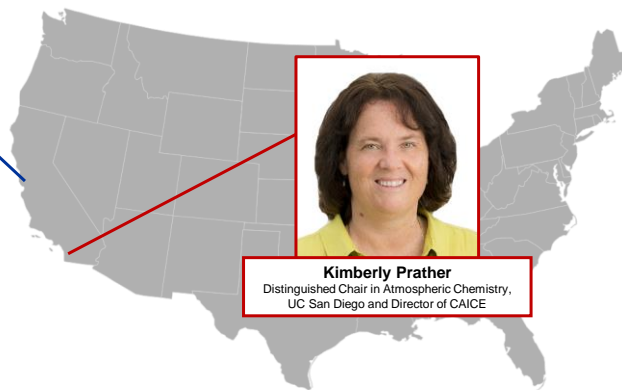 Kimberly Prather
Distinguished Chair in Atmospheric Chemistry,
UC San Diego and Director of CAICE